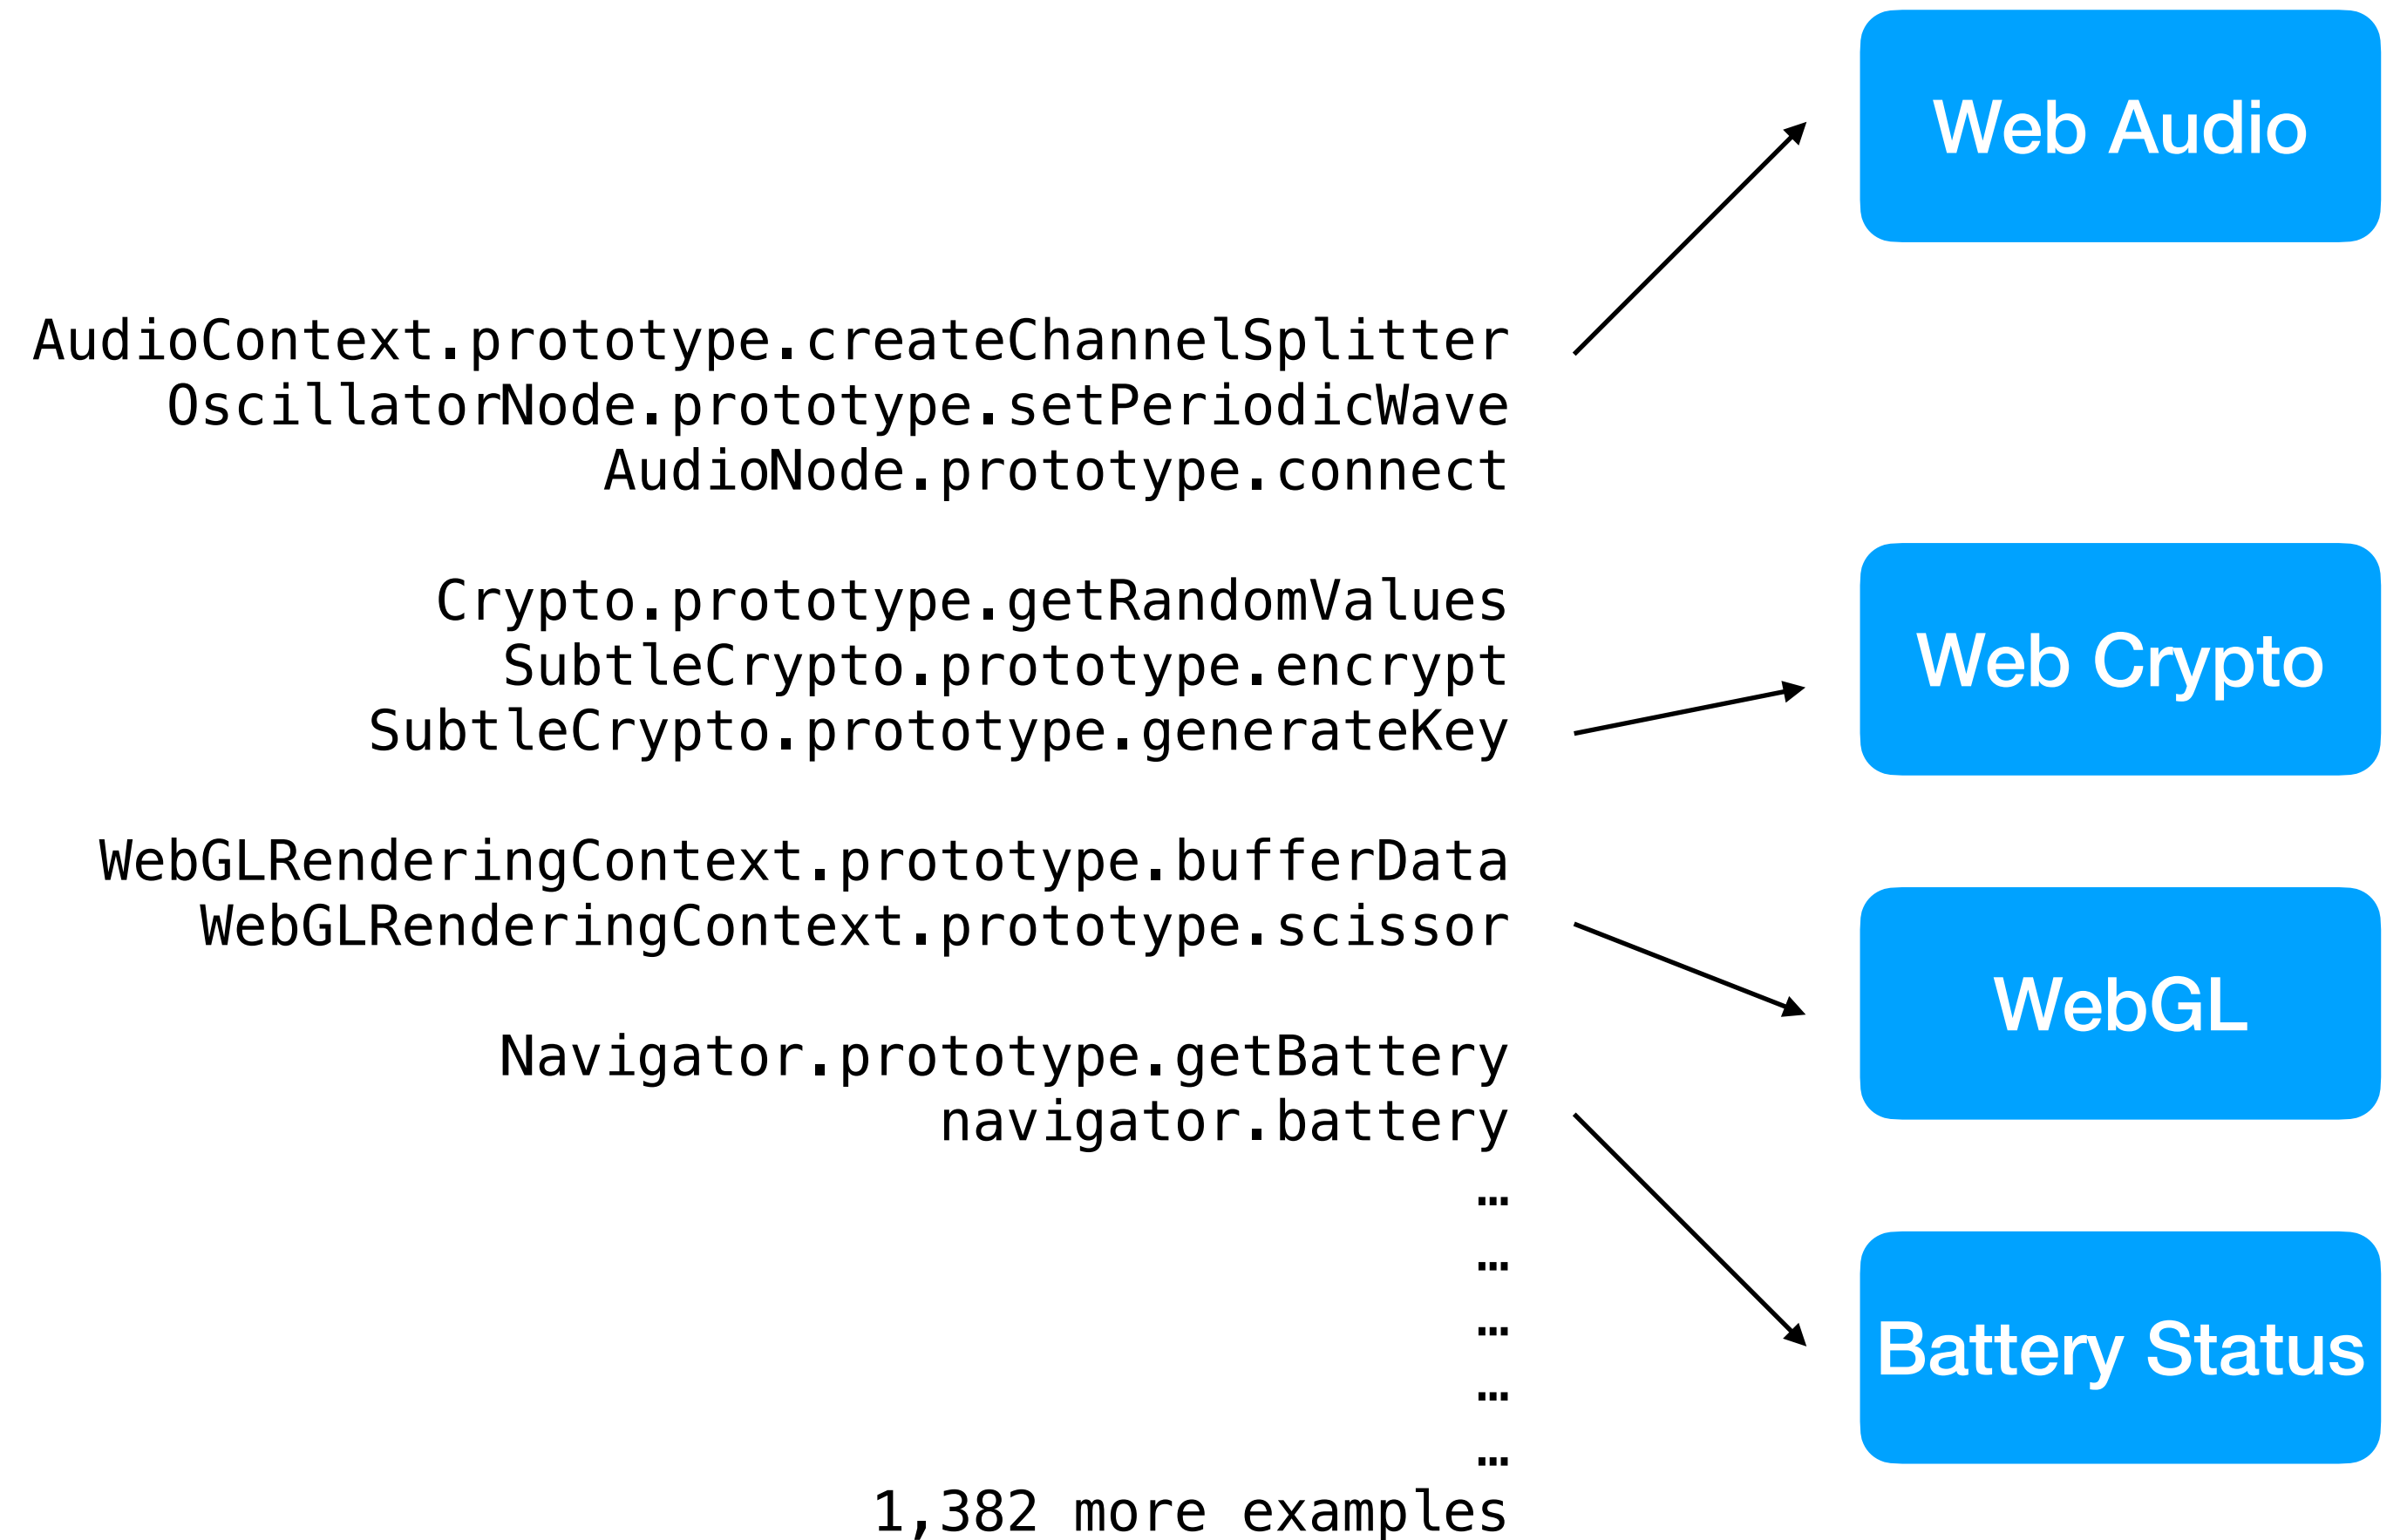 Web Audio
AudioContext.prototype.createChannelSplitter
OscillatorNode.prototype.setPeriodicWave
AudioNode.prototype.connect
Crypto.prototype.getRandomValues
SubtleCrypto.prototype.encrypt
SubtleCrypto.prototype.generateKey
Web Crypto
WebGLRenderingContext.prototype.bufferData
WebGLRenderingContext.prototype.scissor
WebGL
Navigator.prototype.getBattery
navigator.battery
…
…
…
…
…
Battery Status
1,382 more examples